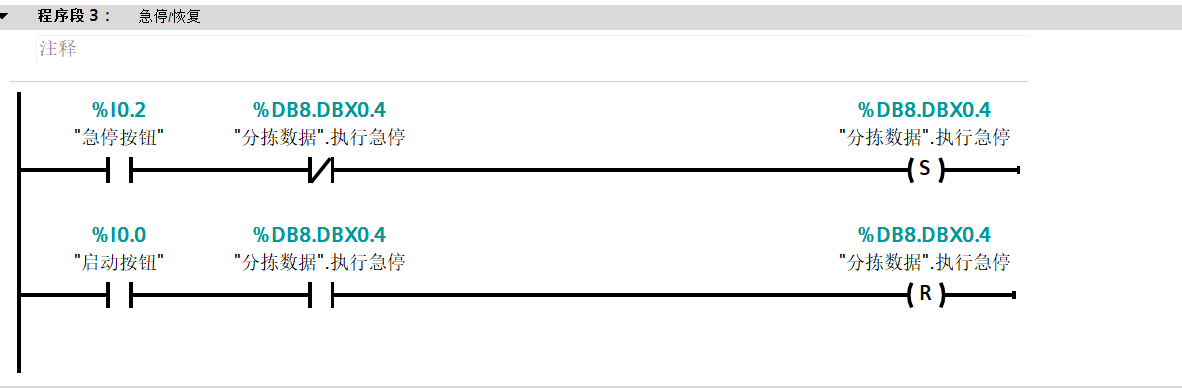 程序段 3： 急停/恢复
注释
%I0.2 %DB8.DBX0.4 %DB8.DBX0.4
"急停按钮" "分拣数据".执行急停 "分拣数据".执行急停
S
%I0.0 %DB8.DBX0.4 %DB8.DBX0.4
"启动按钮" "分拣数据".执行急停 "分拣数据".执行急停
R